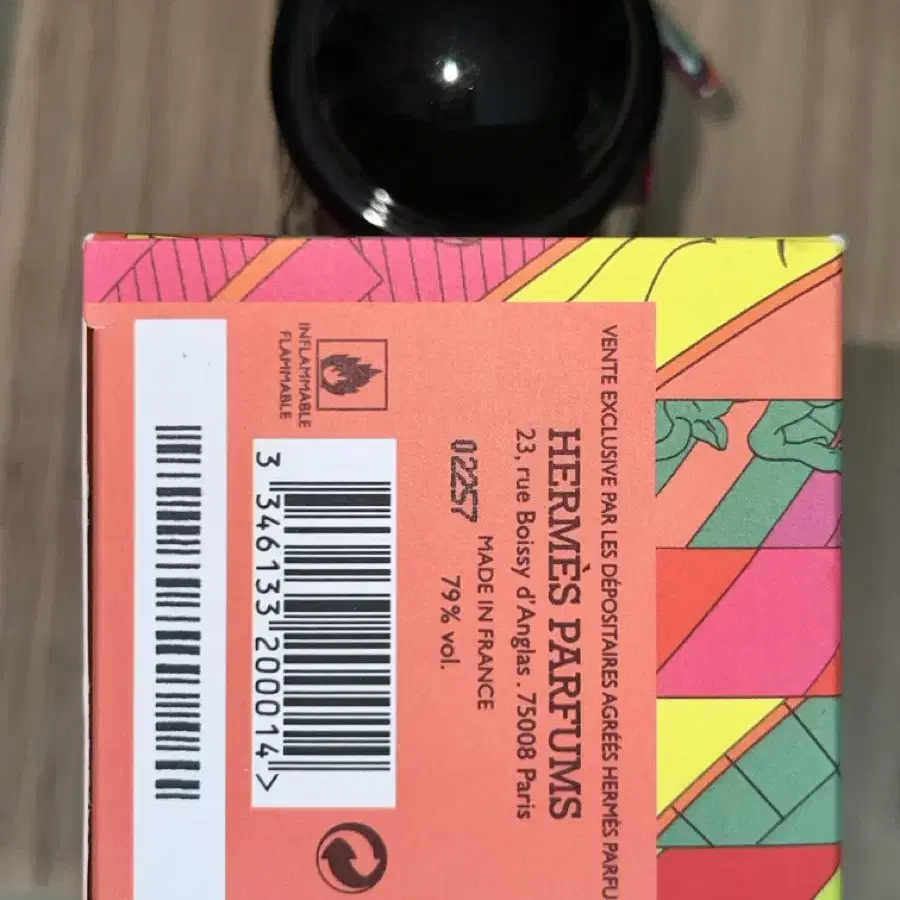 VENTE EXCLUSIVE PAR LES DÉPOSITAIRES AGRÉÉS HERMÈS PARFU
HERMÈS PARFUMS
23, rue Boissy d'Anglas . 75008 Paris
MADE IN FRANCE
02257
79% vol.
INFLAMMABLE
FLAMMABLE
3 346133 200014 >